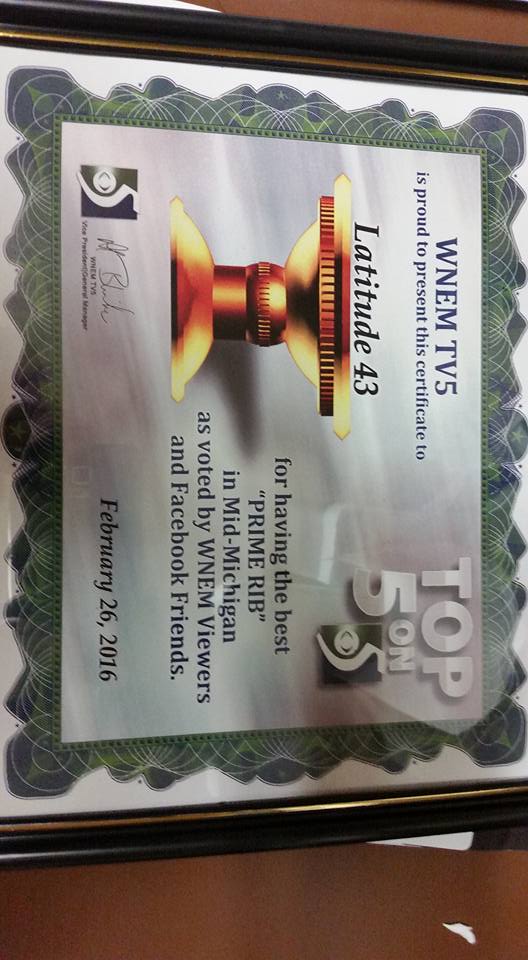 WNEM TV5
is proud to present this certificate to
TOP
5 ON
5
Latitude 43
for having the best
"PRIME RIB"
in Mid-Michigan
as voted by WNEM Viewers
and Facebook Friends.
5
WNEM TV5
Vice President/General Manager
February 26, 2016